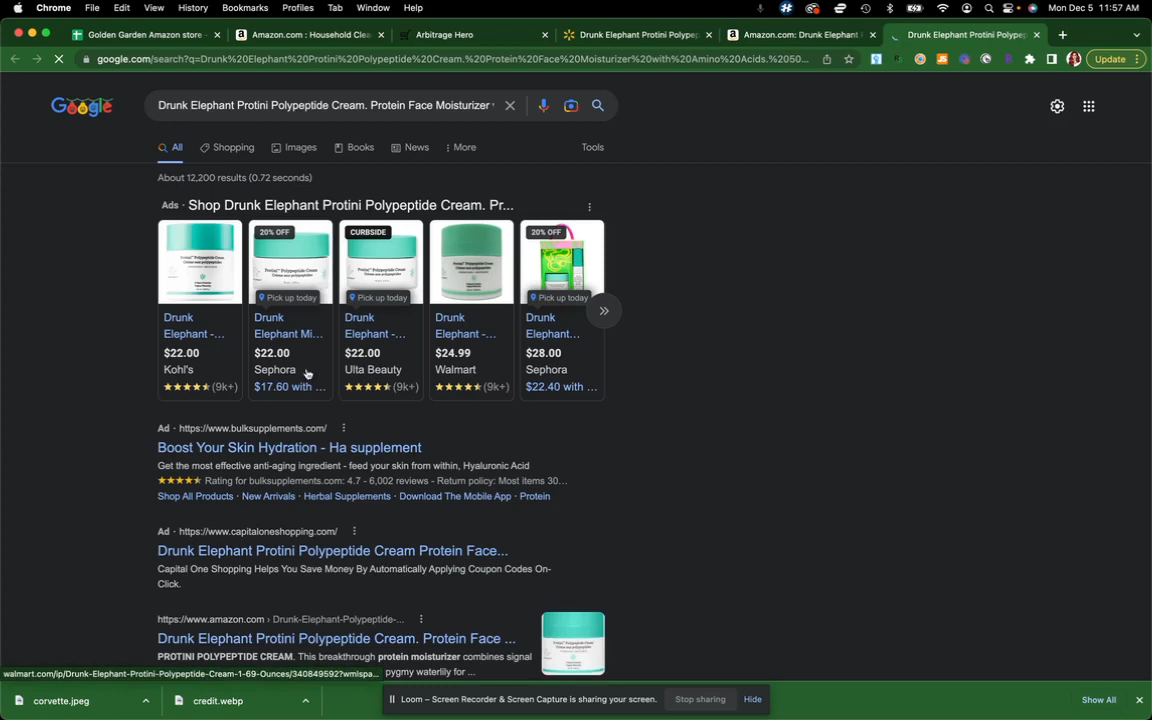 Chrome File Edit View History Bookmarks Profiles Tab Window Help Mon Dec 5 11:57 AM
Golden Garden Amazon store - Amazon.com : Household Cle Arbitrage Hero Drunk Elephant Protini Polypep Amazon.com: Drunk Elephant Drunk Elephant Protini Polypep
google.com/search?q=Drunk%20Elephant%20Protini%20Polypeptide%20Cream.%20Protein%20Face%20Moisturizer%20with%20Amino%20Acids.%2050... Update
Google Drunk Elephant Protini Polypeptide Cream. Protein Face Moisturizer
All Shopping Images Books News More Tools
About 12,200 results (0.72 seconds)
Ads · Shop Drunk Elephant Protini Polypeptide Cream. Pr...
20% OFF CURBSIDE 20% OFF
Protini™ Polypeptide Cream
Pick up today Pick up today Pick up today
Drunk Drunk Drunk Drunk Drunk
Elephant -... Elephant Mi... Elephant -... Elephant -... Elephant...
$22.00 $22.00 $22.00 $24.99 $28.00
Kohl's Sephora Ulta Beauty Walmart Sephora
(9k+) $17.60 with ... (9k+) (9k+) $22.40 with ...
Ad · https://www.bulksupplements.com/
Boost Your Skin Hydration - Ha supplement
Get the most effective anti-aging ingredient - feed your skin from within, Hyaluronic Acid
Rating for bulksupplements.com: 4.7 - 6,002 reviews - Return policy: Most items 30...
Shop All Products · New Arrivals · Herbal Supplements · Download The Mobile App · Protein
Ad · https://www.capitaloneshopping.com/
Drunk Elephant Protini Polypeptide Cream Protein Face...
Capital One Shopping Helps You Save Money By Automatically Applying Coupon Codes On-
Click.
https://www.amazon.com › Drunk-Elephant-Polypeptide-...
Drunk Elephant Protini Polypeptide Cream. Protein Face ...
PROTINI POLYPEPTIDE CREAM. This breakthrough protein moisturizer combines signal
pygmy waterlily for ...
walmart.com/ip/Drunk-Elephant-Protini-Polypeptide-Cream-1-69-Ounces/340849592?wmlspa...
corvette.jpeg credit.webp Loom – Screen Recorder & Screen Capture is sharing your screen. Stop sharing Hide Show All